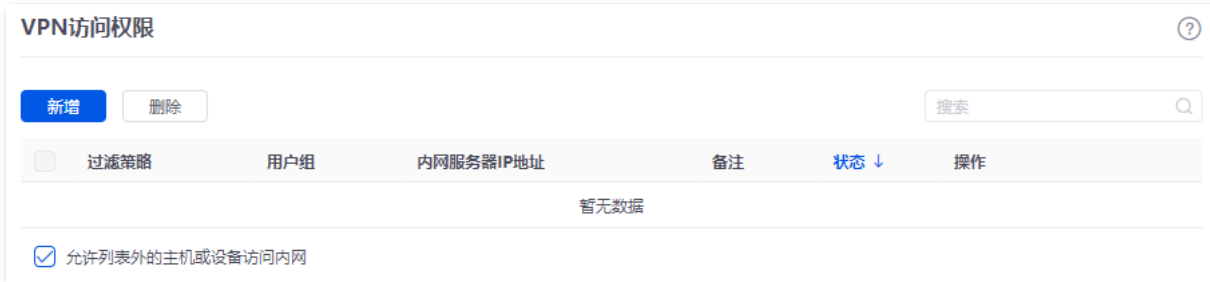 VPN访问权限
新增 删除 搜索
过滤策略 用户组 内网服务器IP地址 备注 状态 ↓ 操作
暂无数据
允许列表外的主机或设备访问内网